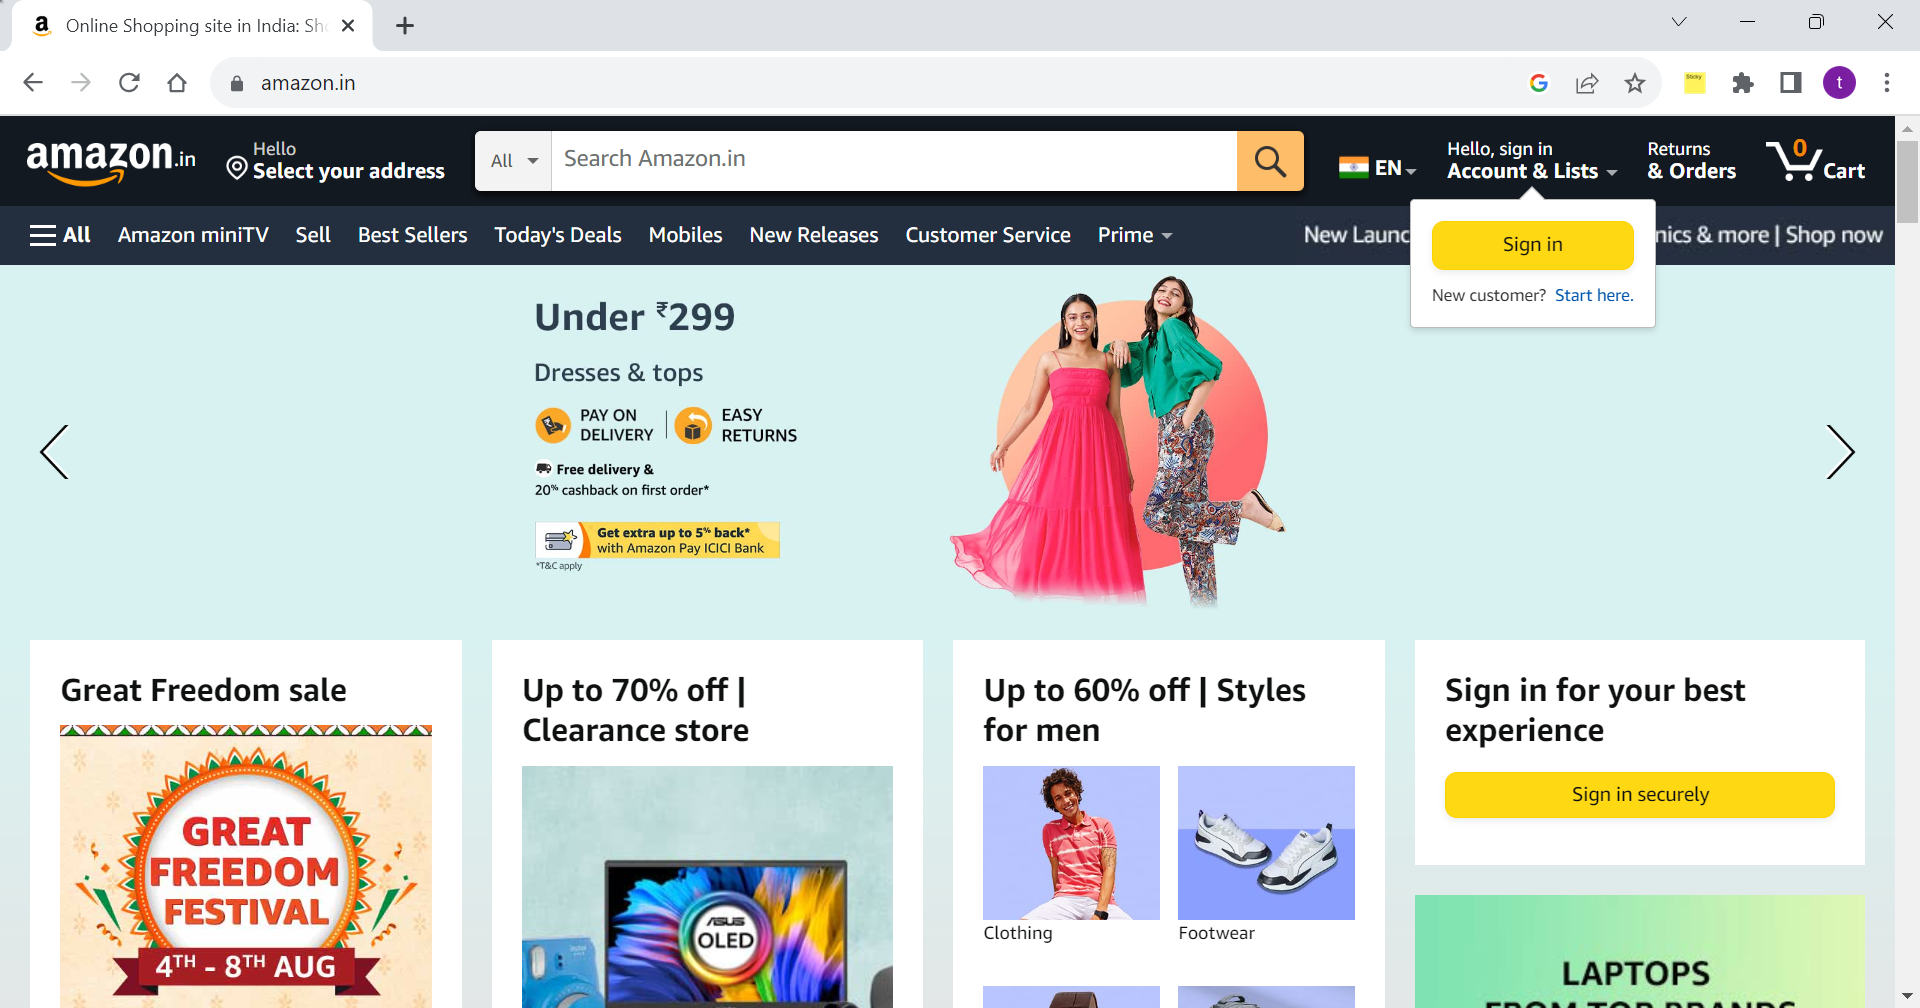 Online Shopping site in India: Sh
amazon.in
Sticky
t
amazon.in
Hello
Select your address
All
Search Amazon.in
EN
Hello, sign in
Account & Lists
Returns
& Orders
0
Cart
All
Amazon miniTV
Sell
Best Sellers
Today's Deals
Mobiles
New Releases
Customer Service
Prime
New Launc
nics & more | Shop now
Sign in
New customer? Start here.
Under ₹299
Dresses & tops
PAY ON
DELIVERY
EASY
RETURNS
Free delivery &
20% cashback on first order*
Get extra up to 5% back*
with Amazon Pay ICICI Bank
*T&C apply
Great Freedom sale
GREAT
FREEDOM
FESTIVAL
4TH - 8TH AUG
Up to 70% off |
Clearance store
ASUS
OLED
Up to 60% off | Styles
for men
Clothing
Footwear
Sign in for your best
experience
Sign in securely
LAPTOPS
FROM TOP BRANDS